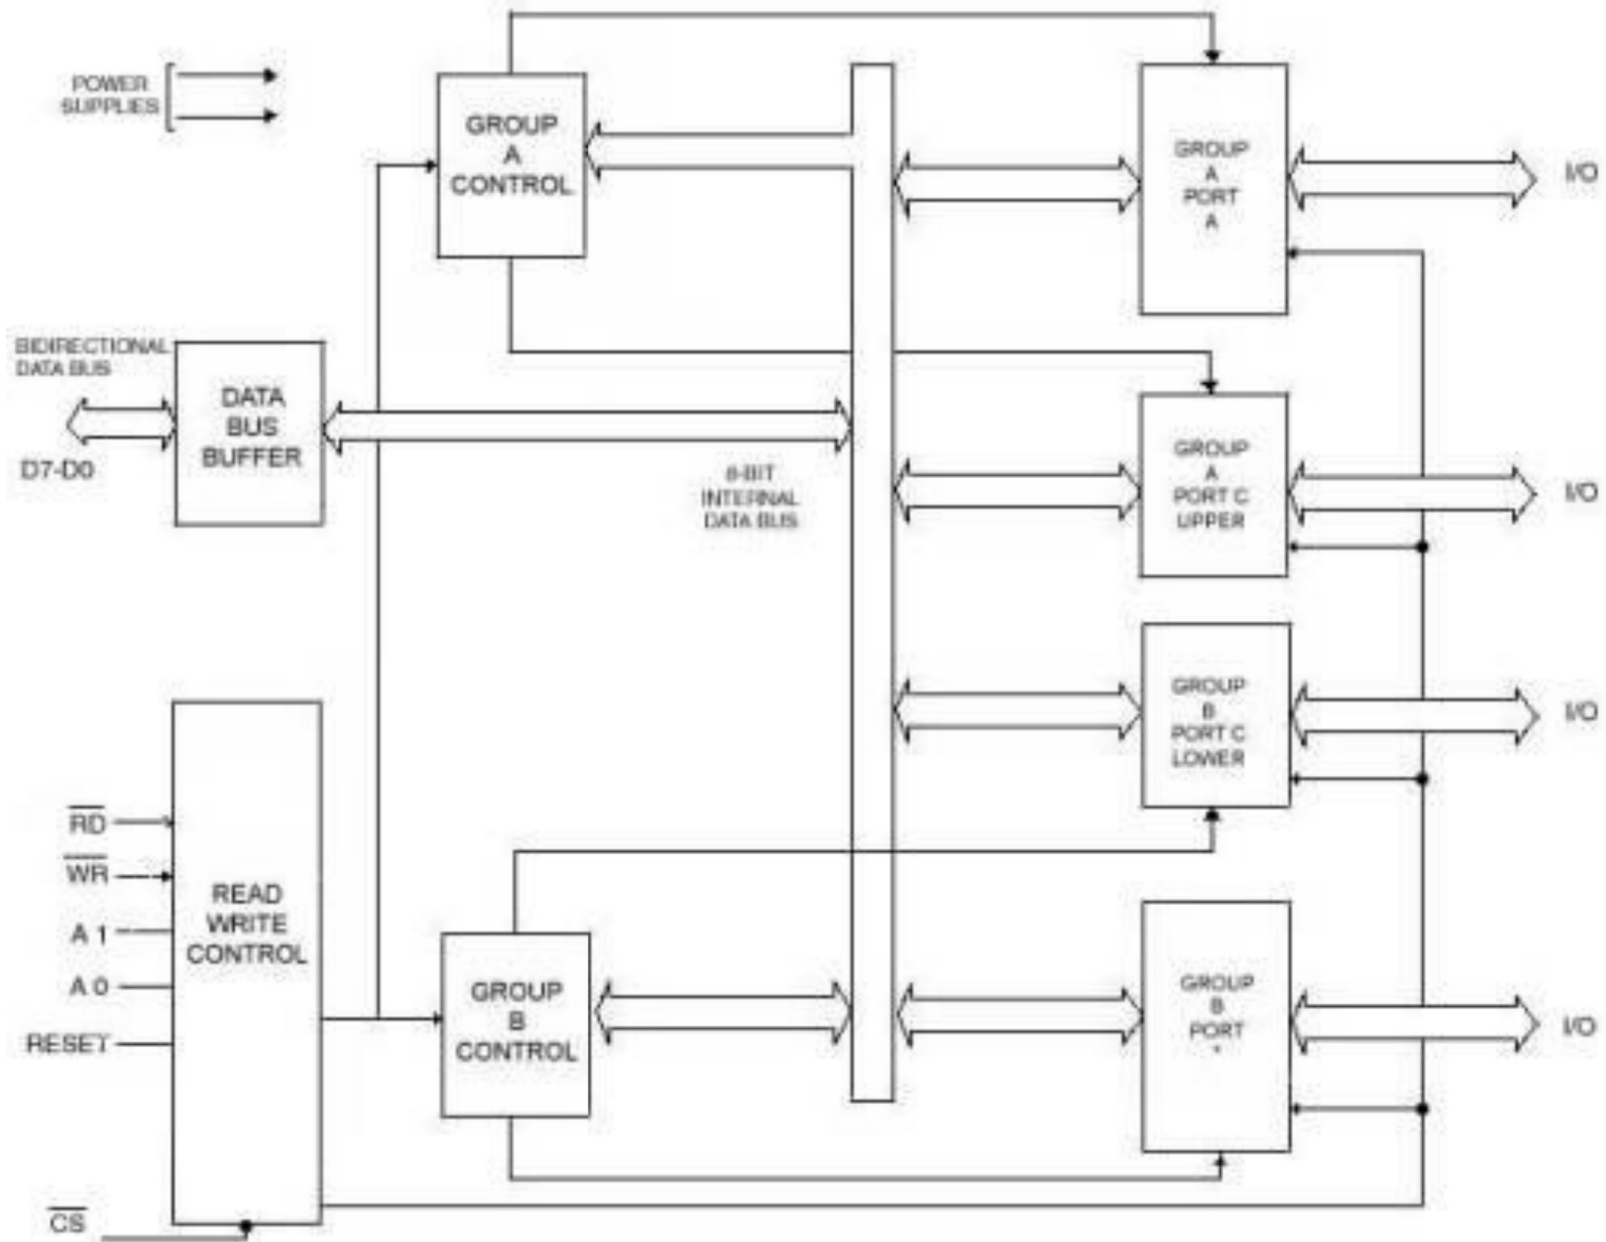 POWER
SUPPLIES
GROUP
A
CONTROL
GROUP
A
PORT
A
I/O
BIDIRECTIONAL
DATA BUS
D7-D0
DATA
BUS
BUFFER
8-BIT
INTERNAL
DATA BUS
GROUP
A
PORT C
UPPER
I/O
GROUP
B
PORT C
LOWER
I/O
RD
WR
A 1
A 0
RESET
CS
READ
WRITE
CONTROL
GROUP
B
CONTROL
GROUP
B
PORT
I/O